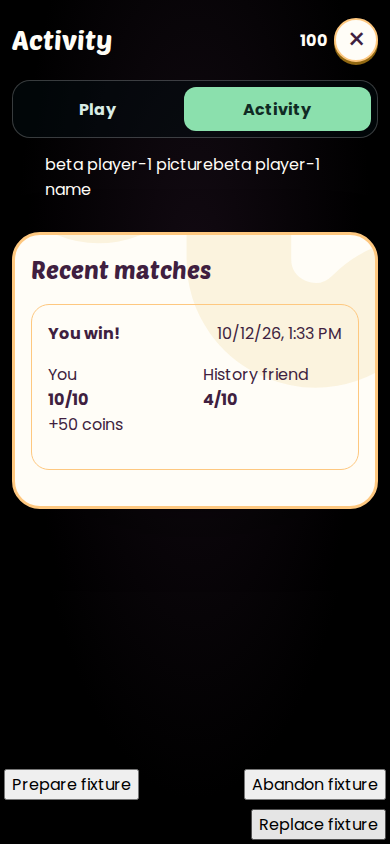 Activity
100
×
Play
Activity
beta player-1 picturebeta player-1
name
Recent matches
You win!
10/12/26, 1:33 PM
You
History friend
10/10
4/10
+50 coins
Prepare fixture
Abandon fixture
Replace fixture